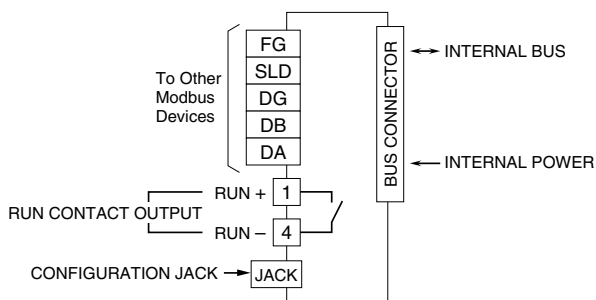 FG
SLD
DG
DB
DA
To Other
Modbus
Devices
BUS CONNECTOR
INTERNAL BUS
INTERNAL POWER
RUN + 1
RUN CONTACT OUTPUT
RUN – 4
CONFIGURATION JACK JACK